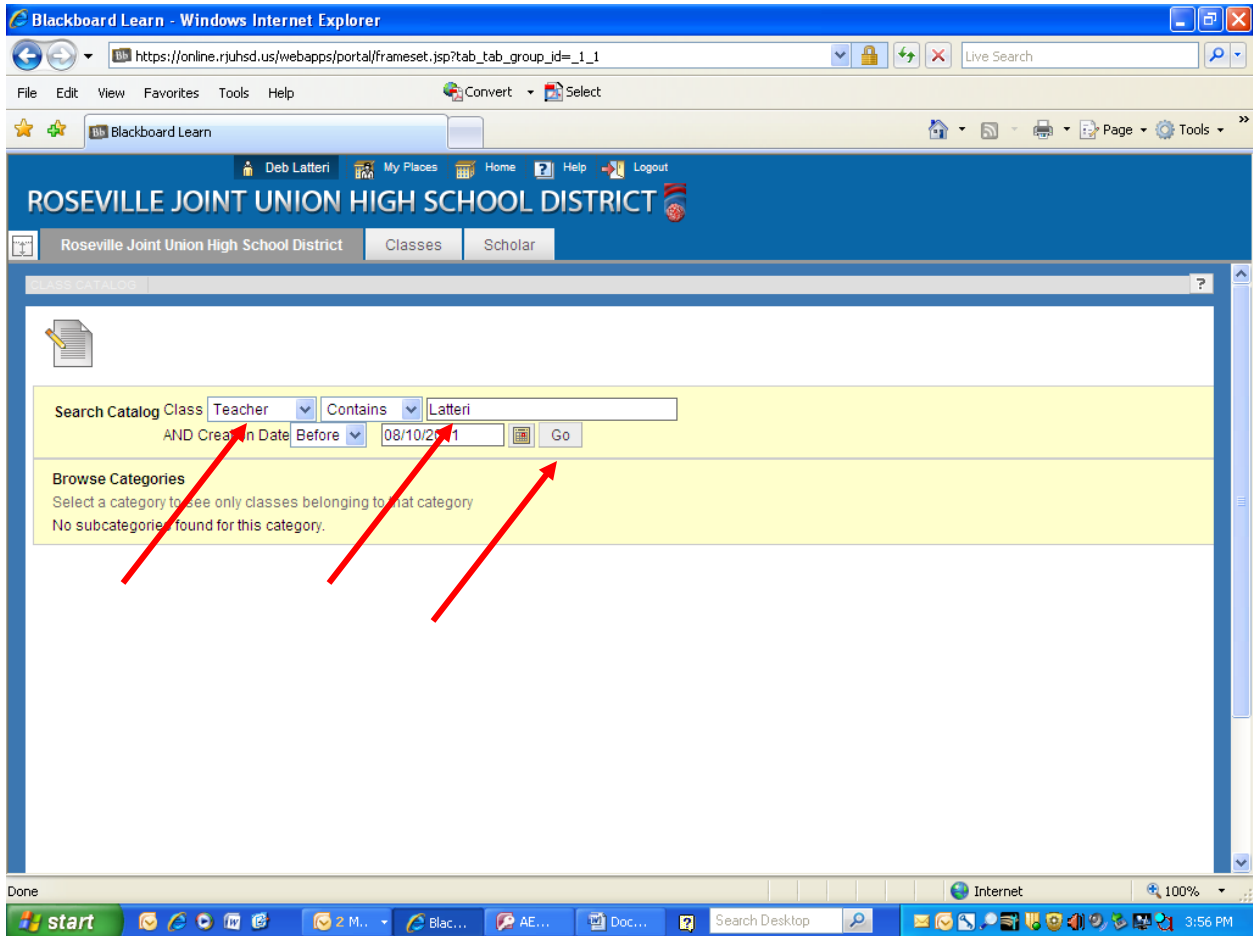 Blackboard Learn - Windows Internet Explorer
https://online.rjuhsd.us/webapps/portal/frameset.jsp?tab_tab_group_id=_1_1
Live Search
File Edit View Favorites Tools Help Convert Select
Blackboard Learn Page Tools
Deb Latteri My Places Home Help Logout
ROSEVILLE JOINT UNION HIGH SCHOOL DISTRICT
Roseville Joint Union High School District Classes Scholar
CLASS CATALOG ?
Search Catalog Class Teacher Contains Latteri
AND Creation Date Before 08/10/2011 Go
Browse Categories
Select a category to see only classes belonging to that category
No subcategories found for this category.
Done Internet 100%
start 2 M.. Blac... AE... Doc... Search Desktop 3:56 PM